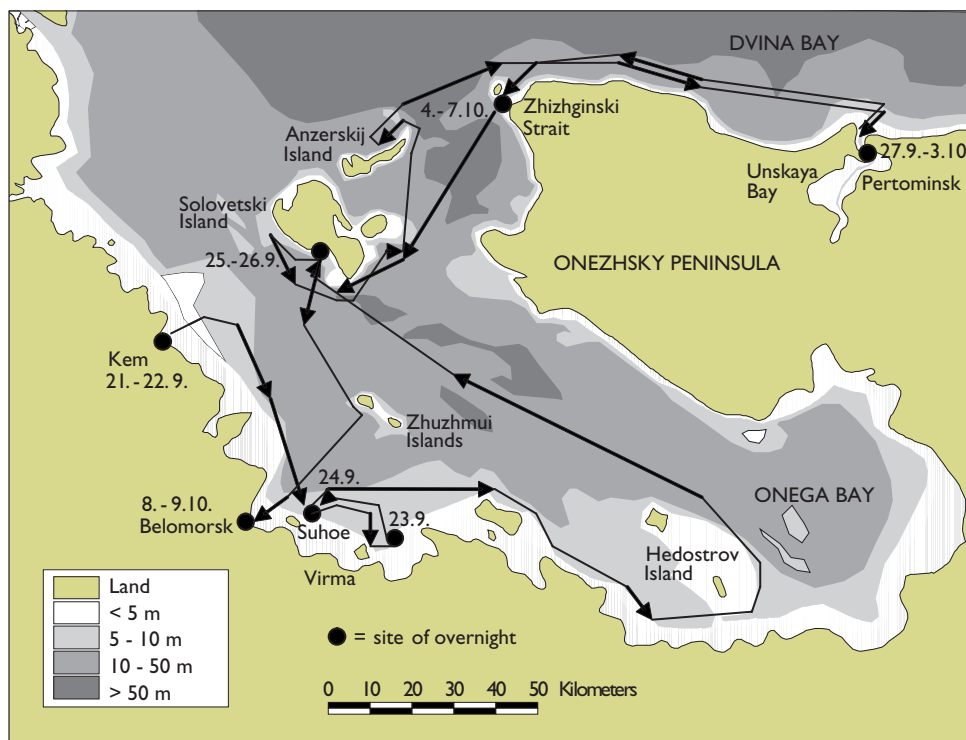 DVINA BAY
4.- 7.10.
Zhizhginski
Strait
Anzerskij
Island
27.9.-3.10
Unskaya
Bay
Pertominsk
Solovetski
Island
25.-26.9.
ONEZHSKY PENINSULA
Kem
21. - 22. 9.
Zhuzhmui
Islands
24.9.
8. - 9.10.
Belomorsk
Suhoe
23.9.
ONEGA BAY
Virma
Hedostrov
Island
Land
< 5 m
5 - 10 m
10 - 50 m
> 50 m
= site of overnight
0 10 20 30 40 50 Kilometers